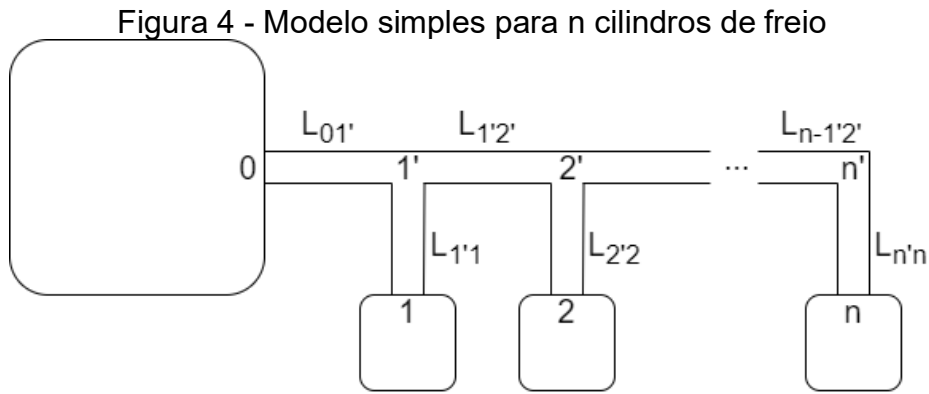 Figura 4 - Modelo simples para n cilindros de freio
L01' L1'2' Ln-1'2'
0 1' 2' ... n'
L1'1 L2'2 Ln'n
1 2 n